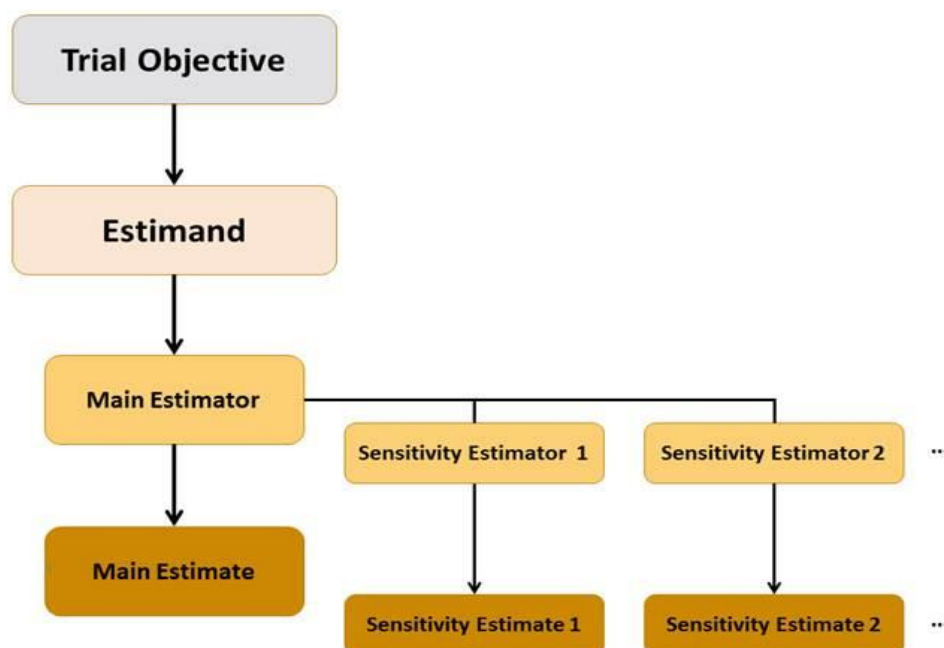 Trial Objective
Estimand
Main Estimator
Sensitivity Estimator 1
Sensitivity Estimator 2
...
Main Estimate
Sensitivity Estimate 1
Sensitivity Estimate 2
...